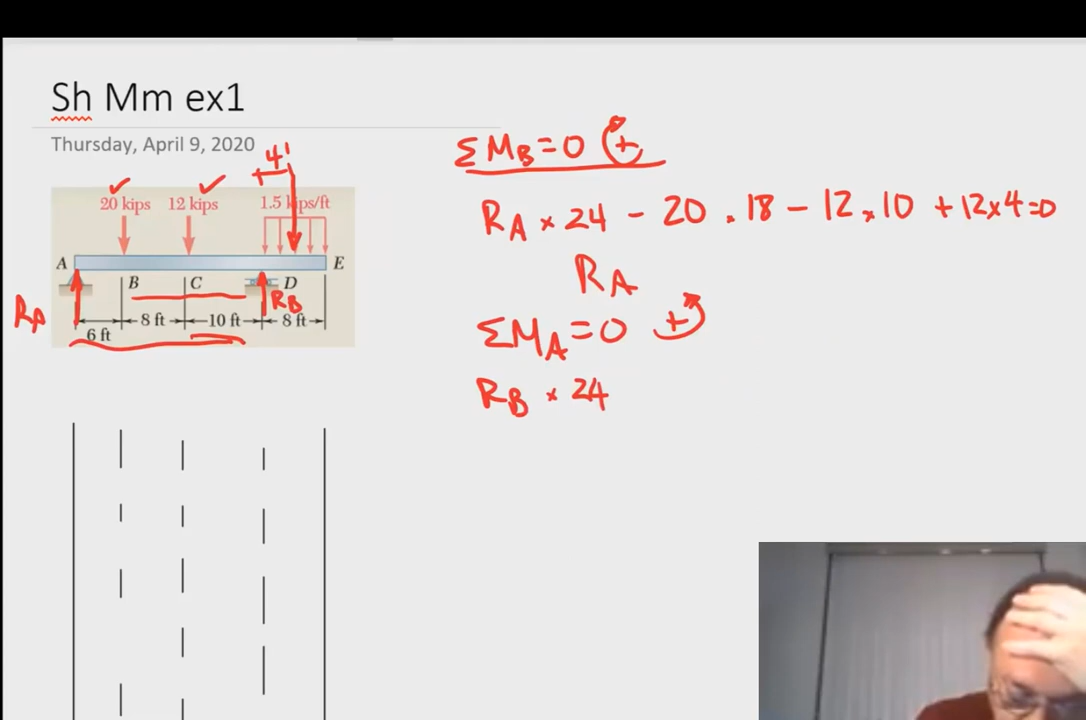 Sh Mm ex1
Thursday, April 9, 2020
4'
20 kips 12 kips 1.5 kips/ft
A E
B C D
RA RB
6 ft 8 ft 10 ft 8 ft
ΣMB=0 +
RA × 24 - 20 . 18 - 12 × 10 + 12×4=0
RA
ΣMA=0 +
RB × 24